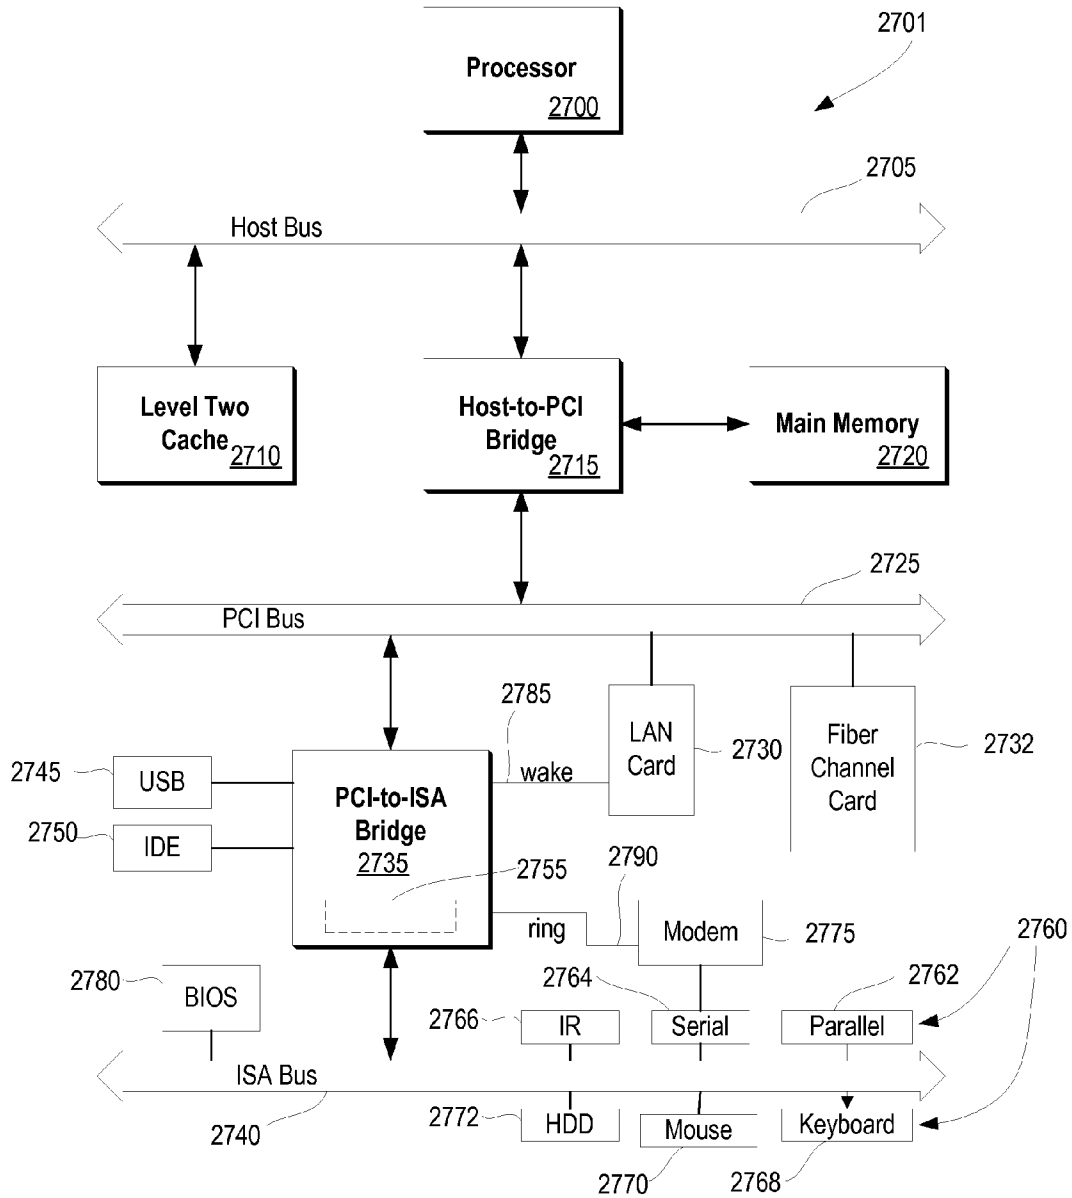 2701
Processor
2700
2705
Host Bus
Level Two
Cache
2710
Host-to-PCI
Bridge
2715
Main Memory
2720
2725
PCI Bus
2785
LAN
Card
2730
Fiber
Channel
Card
2732
wake
2745
USB
2750
IDE
PCI-to-ISA
Bridge
2735
2755
2790
ring
Modem
2775
2760
2780
BIOS
2764
2762
2766
IR
Serial
Parallel
ISA Bus
2740
2772
HDD
Mouse
Keyboard
2770
2768